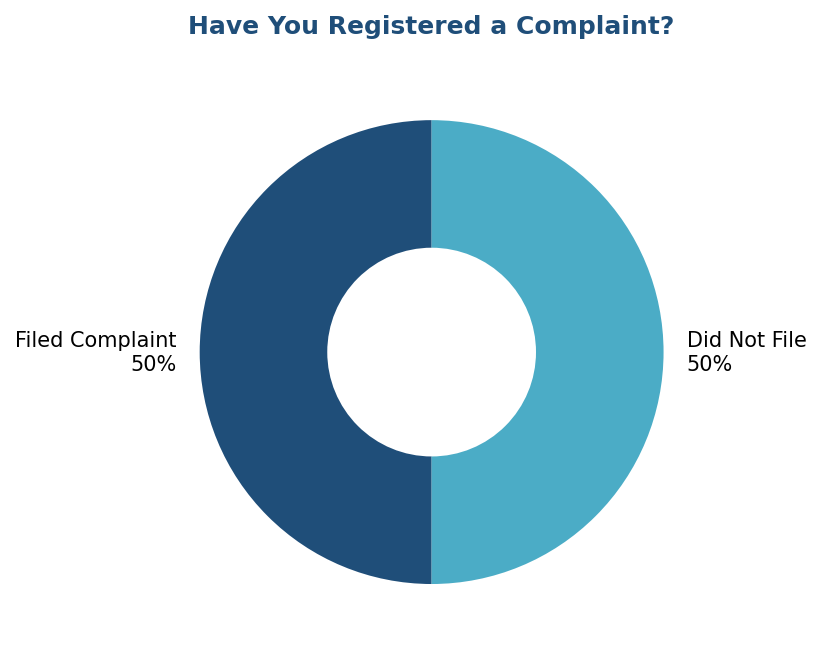 Have You Registered a Complaint?
Filed Complaint
50%
Did Not File
50%